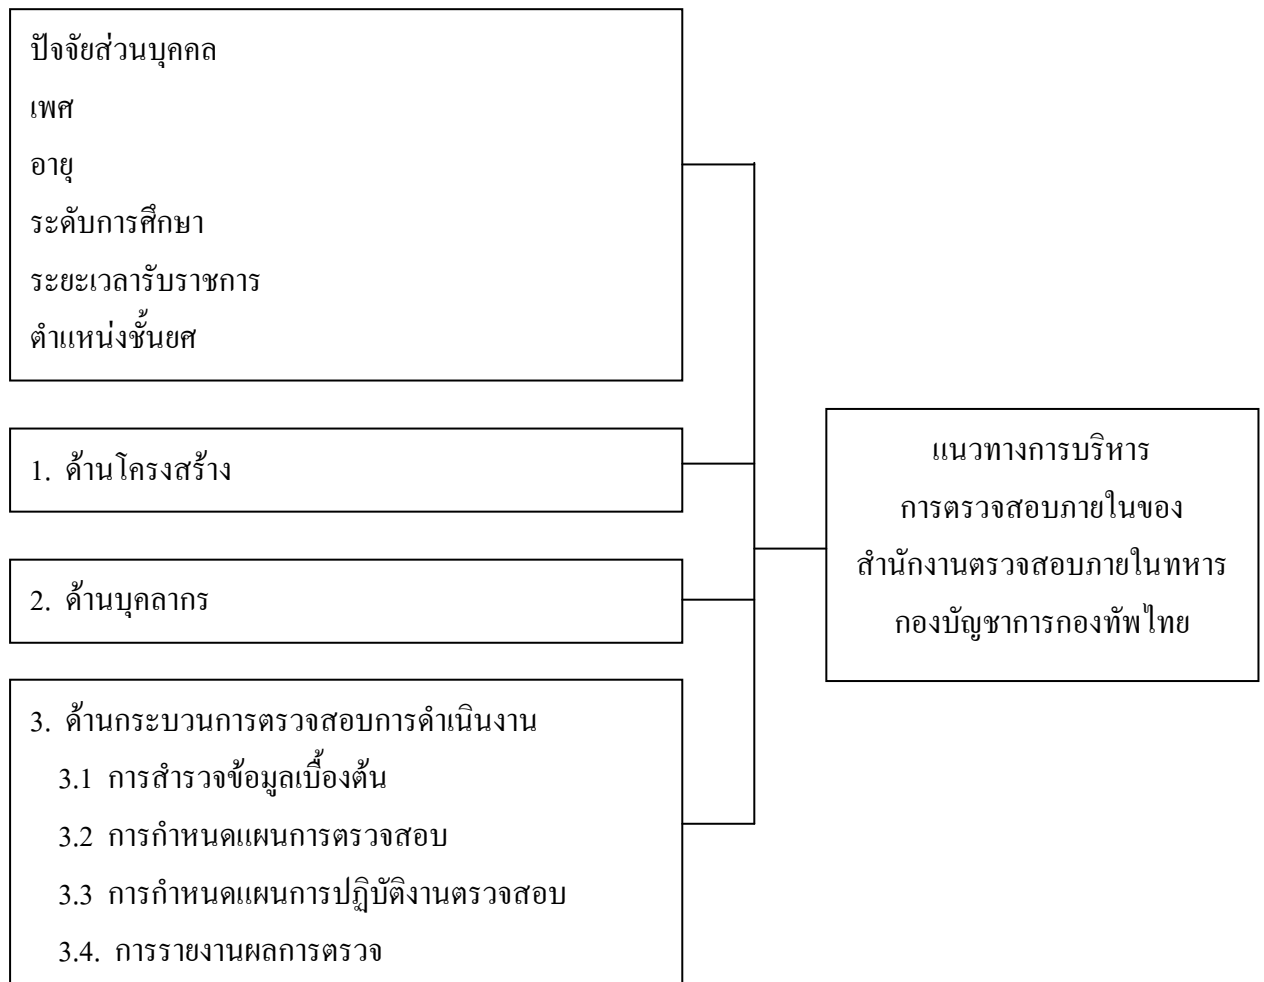 ปัจจัยส่วนบุคคล
เพศ
อายุ
ระดับการศึกษา
ระยะเวลารับราชการ
ตำแหน่งชั้นยศ
1. ด้านโครงสร้าง
2. ด้านบุคลากร
3. ด้านกระบวนการตรวจสอบการดำเนินงาน
3.1 การสำรวจข้อมูลเบื้องต้น
3.2 การกำหนดแผนการตรวจสอบ
3.3 การกำหนดแผนการปฏิบัติงานตรวจสอบ
3.4. การรายงานผลการตรวจ
แนวทางการบริหาร
การตรวจสอบภายในของ
สำนักงานตรวจสอบภายในทหาร
กองบัญชาการกองทัพไทย